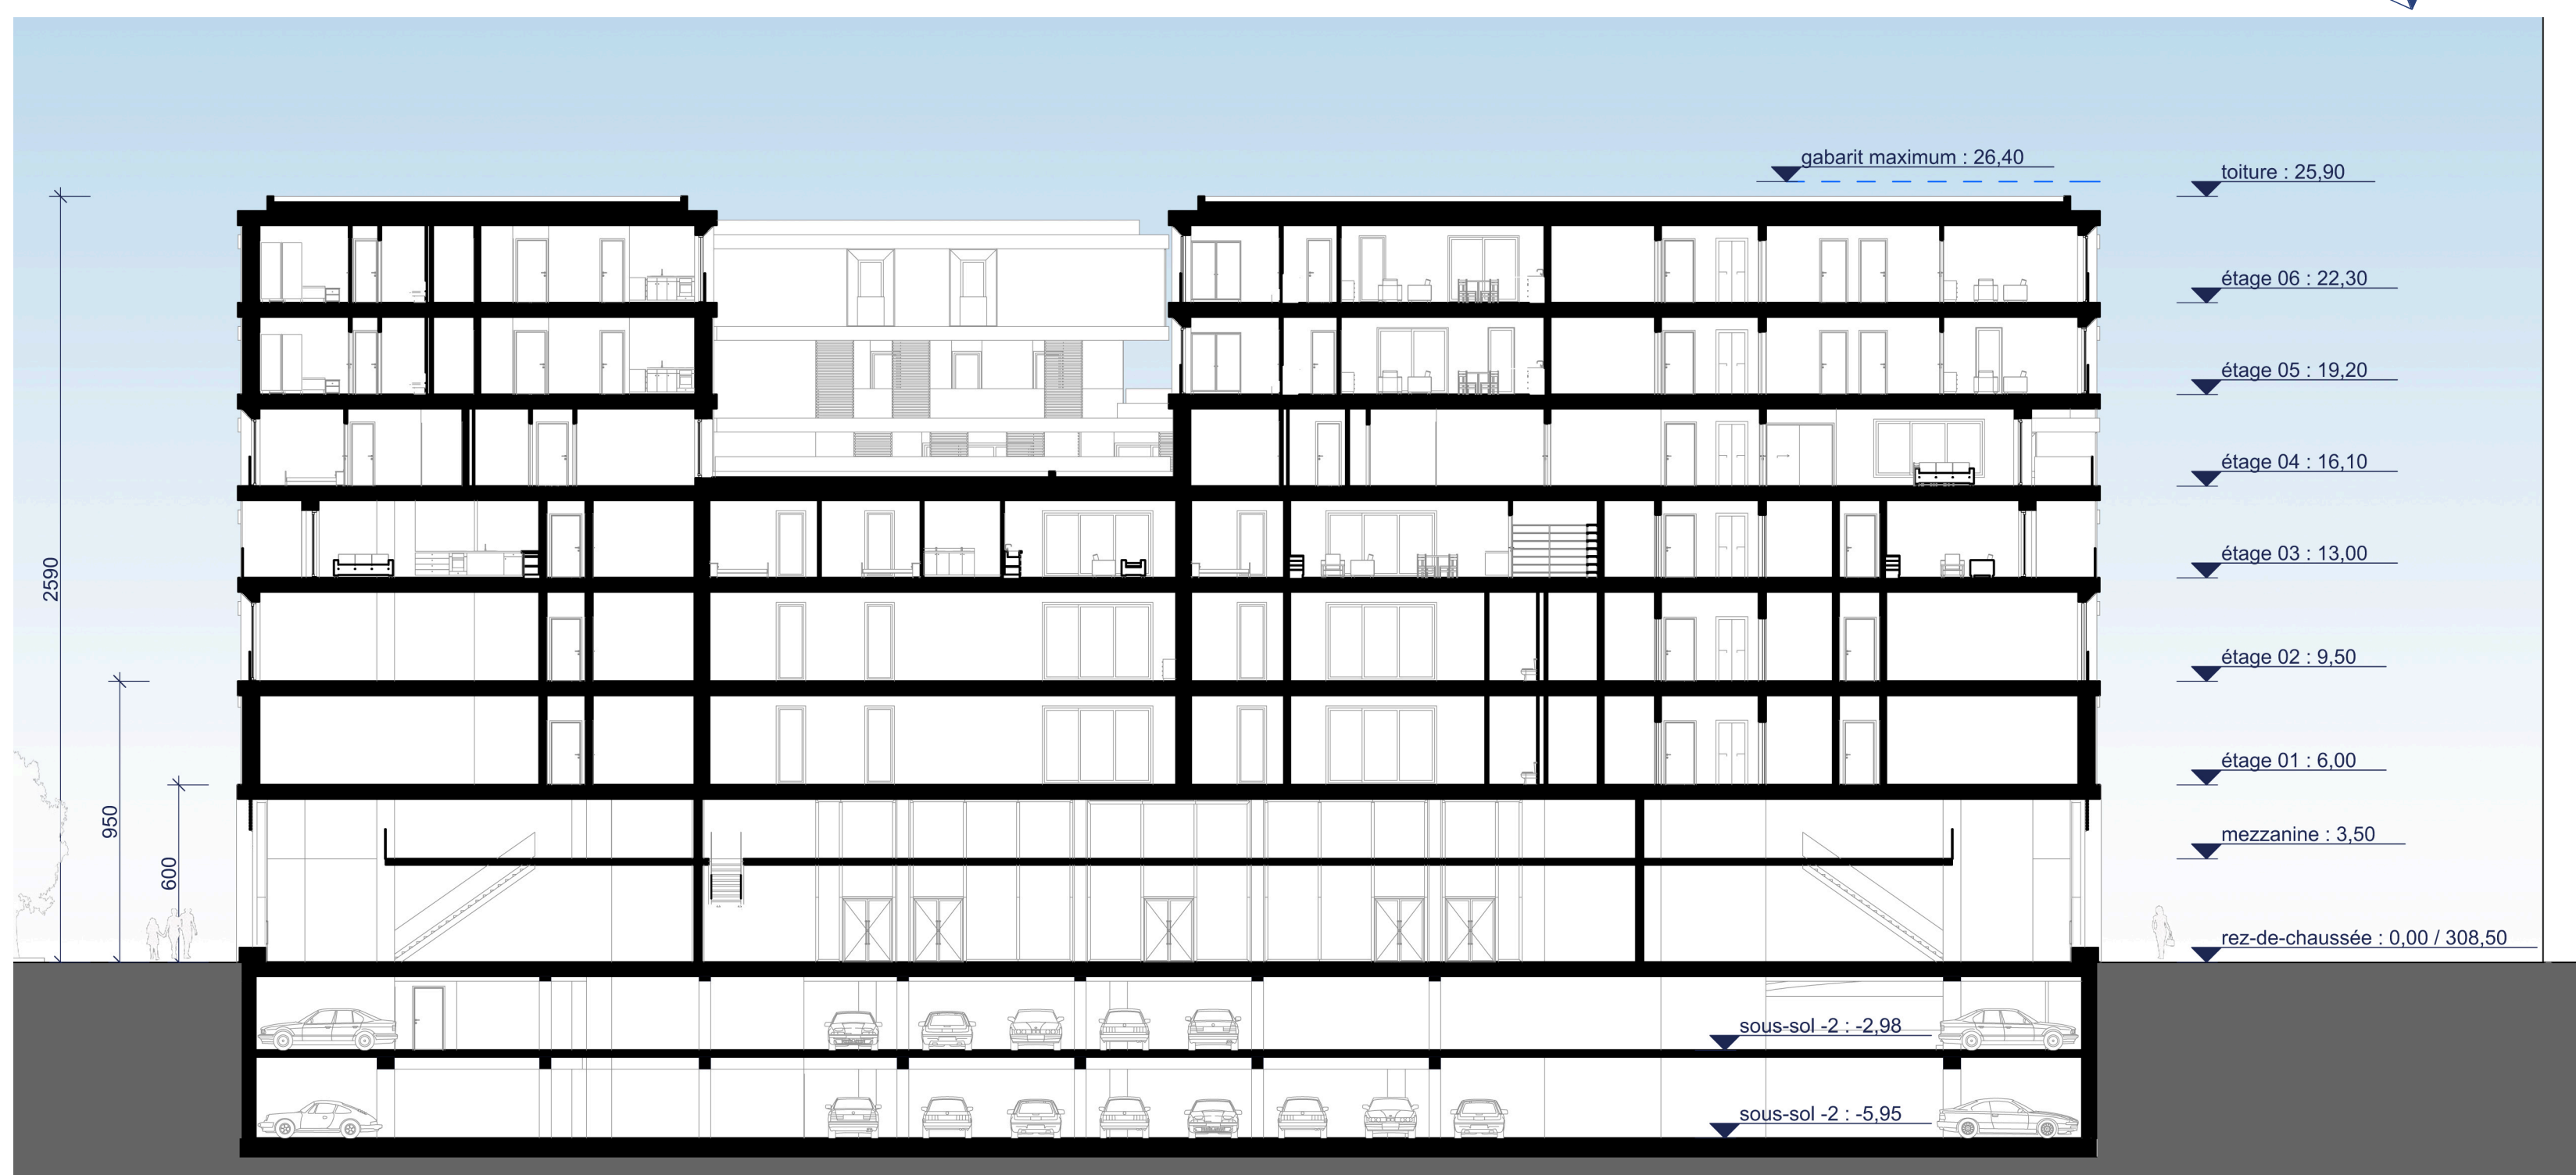 gabarit maximum : 26,40
toiture : 25,90
étage 06 : 22,30
étage 05 : 19,20
étage 04 : 16,10
étage 03 : 13,00
2590
étage 02 : 9,50
étage 01 : 6,00
950
mezzanine : 3,50
600
rez-de-chaussée : 0,00 / 308,50
sous-sol -2 : -2,98
sous-sol -2 : -5,95